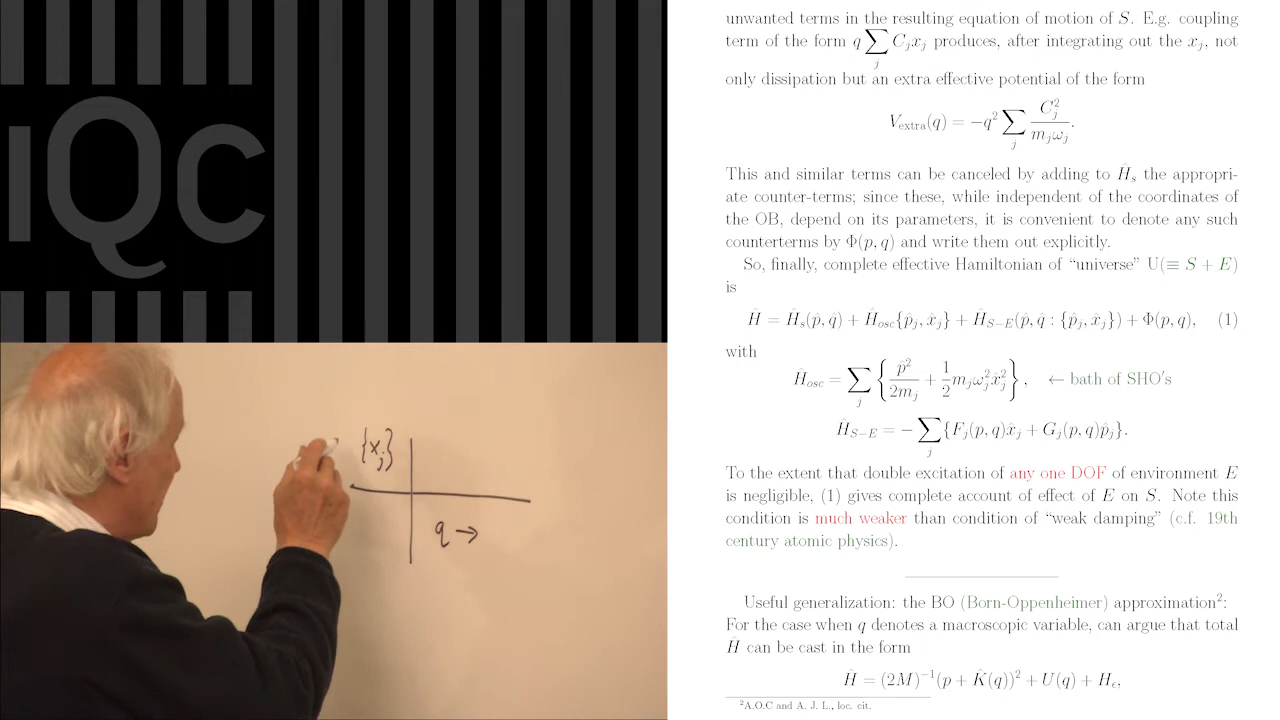 IQC
{x_j}
q →
unwanted terms in the resulting equation of motion of S. E.g. coupling
term of the form q ∑_j C_j x_j produces, after integrating out the x_j, not
only dissipation but an extra effective potential of the form
V_extra(q) = −q² ∑_j C_j²/(m_j ω_j).
This and similar terms can be canceled by adding to Ĥ_s the appropri-
ate counter-terms; since these, while independent of the coordinates of
the OB, depend on its parameters, it is convenient to denote any such
counterterms by Φ(p, q) and write them out explicitly.
So, finally, complete effective Hamiltonian of “universe” U(≡ S + E)
is
Ĥ = Ĥ_s(p̂, q̂) + Ĥ_osc{p̂_j, x̂_j} + Ĥ_{S−E}(p̂, q̂ : {p̂_j, x̂_j}) + Φ(p, q), (1)
with
Ĥ_osc = ∑_j { p̂²/(2m_j) + ½ m_j ω_j² x̂_j² }, ← bath of SHO′s
Ĥ_{S−E} = − ∑_j {F_j(p, q)x̂_j + G_j(p, q)p̂_j}.
To the extent that double excitation of any one DOF of environment E
is negligible, (1) gives complete account of effect of E on S. Note this
condition is much weaker than condition of “weak damping” (c.f. 19th
century atomic physics).
Useful generalization: the BO (Born-Oppenheimer) approximation²:
For the case when q denotes a macroscopic variable, can argue that total
Ĥ can be cast in the form
Ĥ = (2M)⁻¹(p + K̂(q))² + U(q) + H_ε,
²A.O.C and A. J. L., loc. cit.